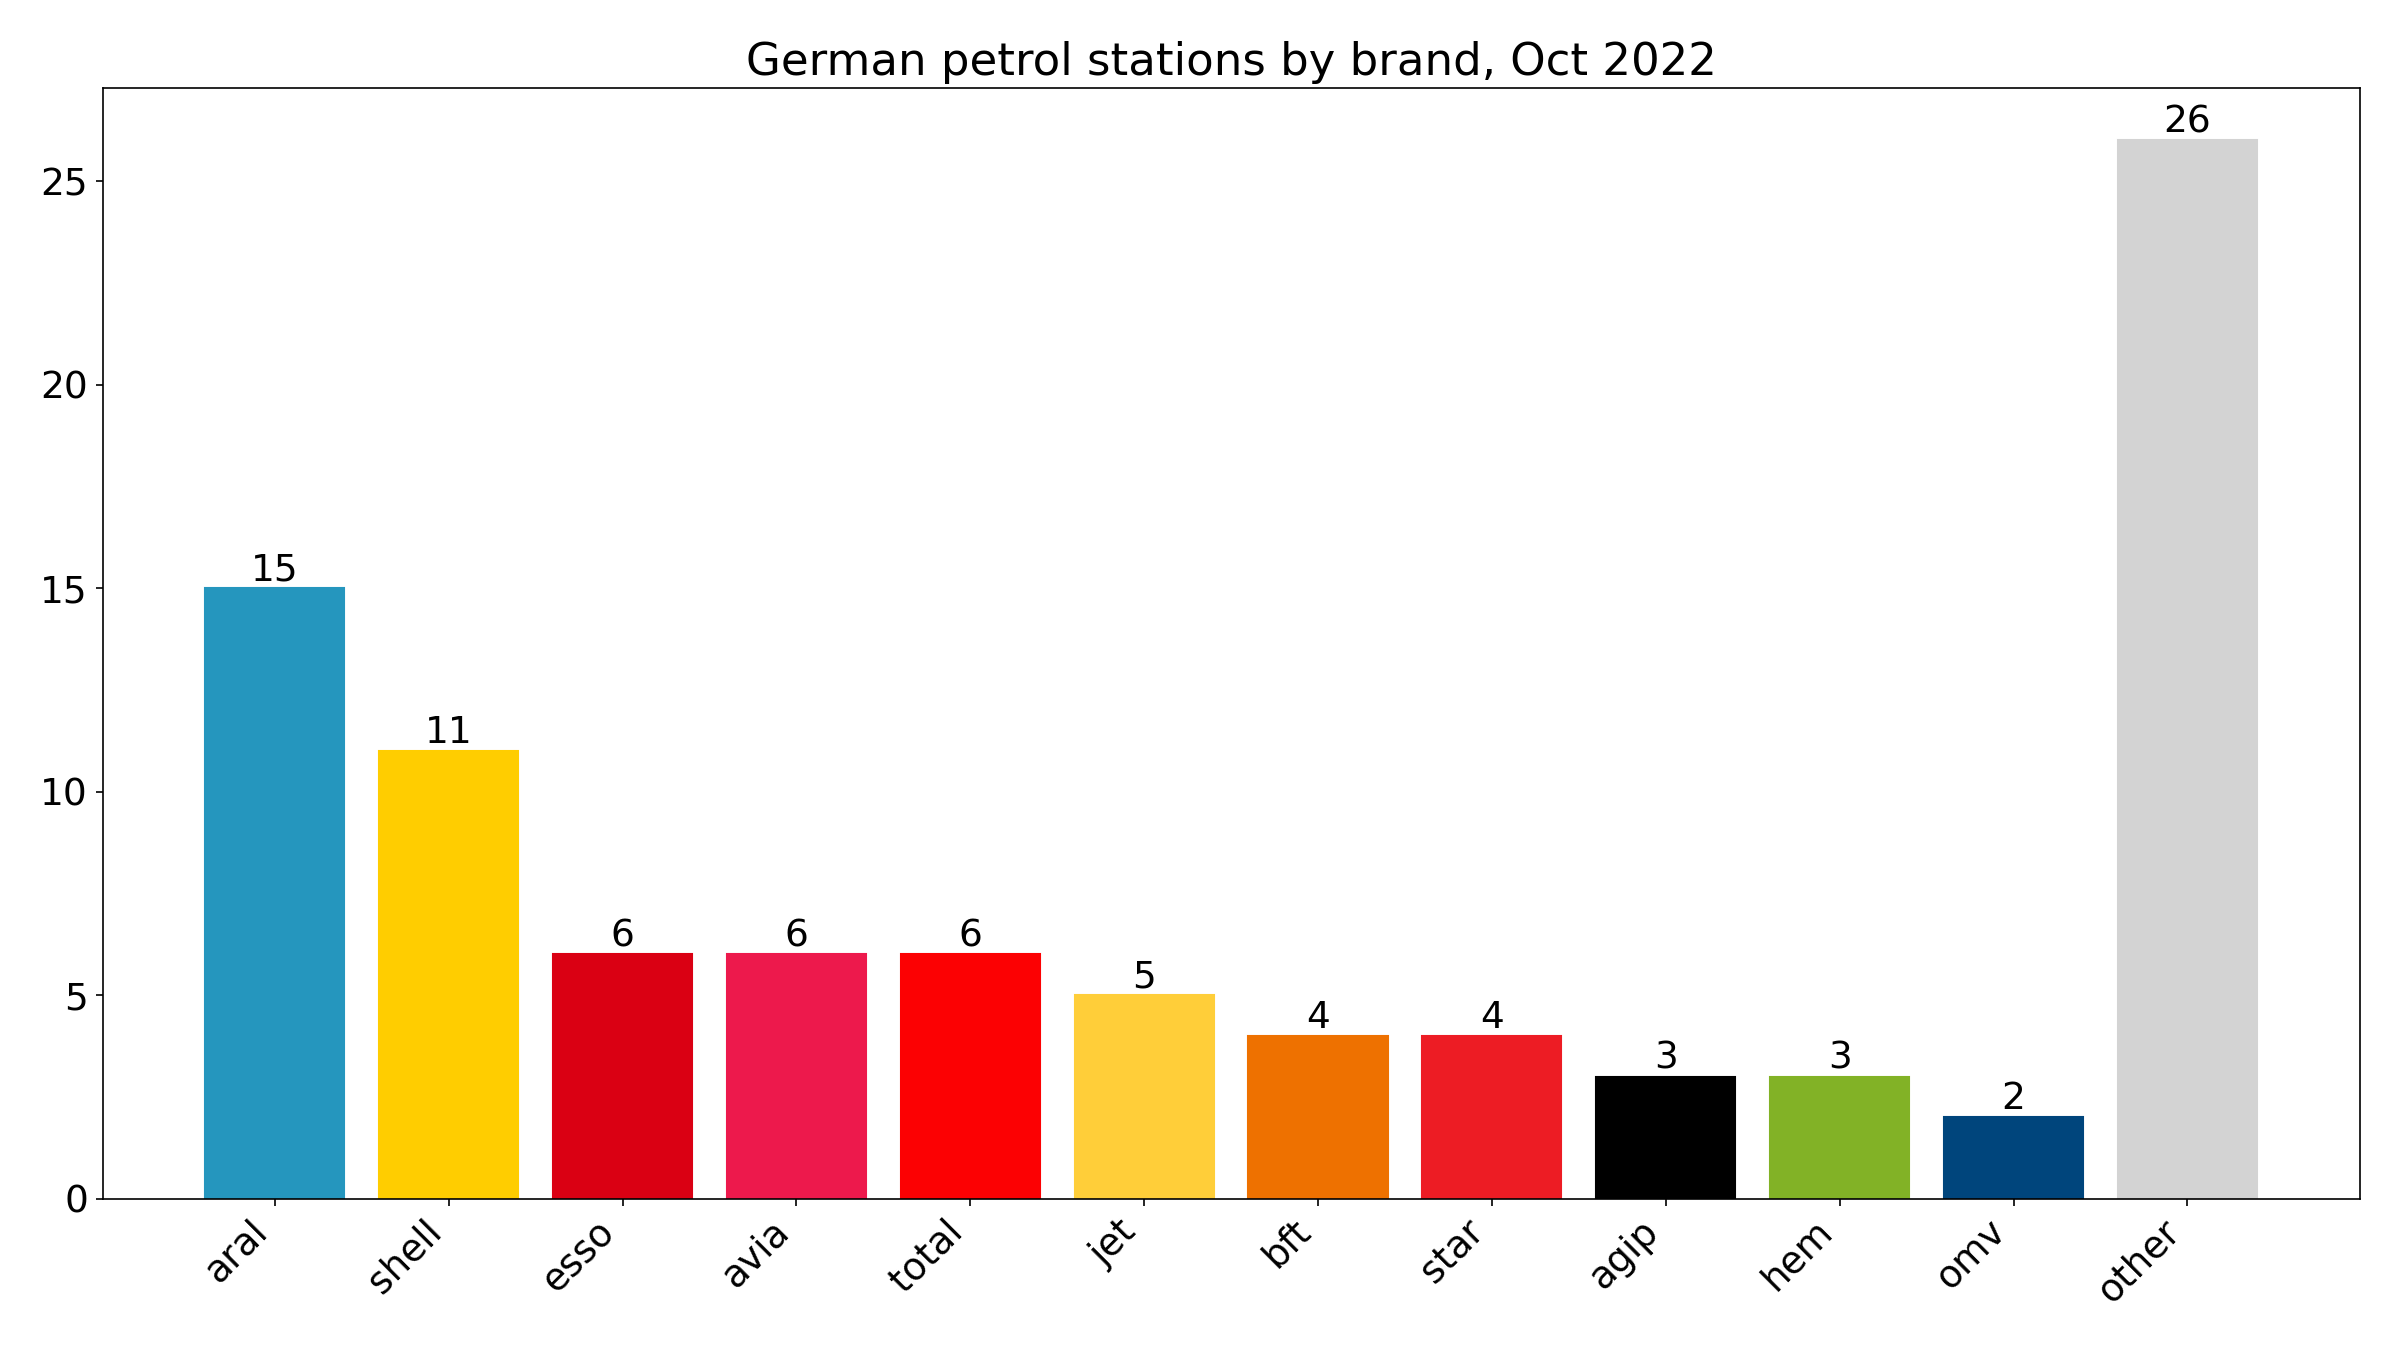 German petrol stations by brand, Oct 2022
26
25
20
15
15
11
10
6
6
6
5
5
4
4
3
3
2
0
aral
shell
esso
avia
total
jet
bft
star
agip
hem
omv
other